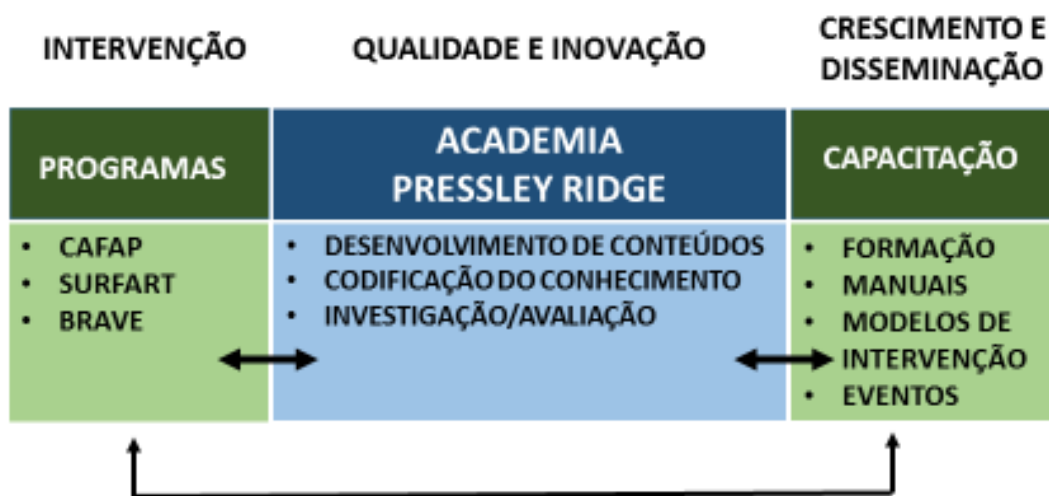 INTERVENÇÃO
QUALIDADE E INOVAÇÃO
CRESCIMENTO E
DISSEMINAÇÃO
PROGRAMAS
ACADEMIA
PRESSLEY RIDGE
CAPACITAÇÃO
• CAFAP
• SURFART
• BRAVE
• DESENVOLVIMENTO DE CONTEÚDOS
• CODIFICAÇÃO DO CONHECIMENTO
• INVESTIGAÇÃO/AVALIAÇÃO
• FORMAÇÃO
• MANUAIS
• MODELOS DE
INTERVENÇÃO
• EVENTOS